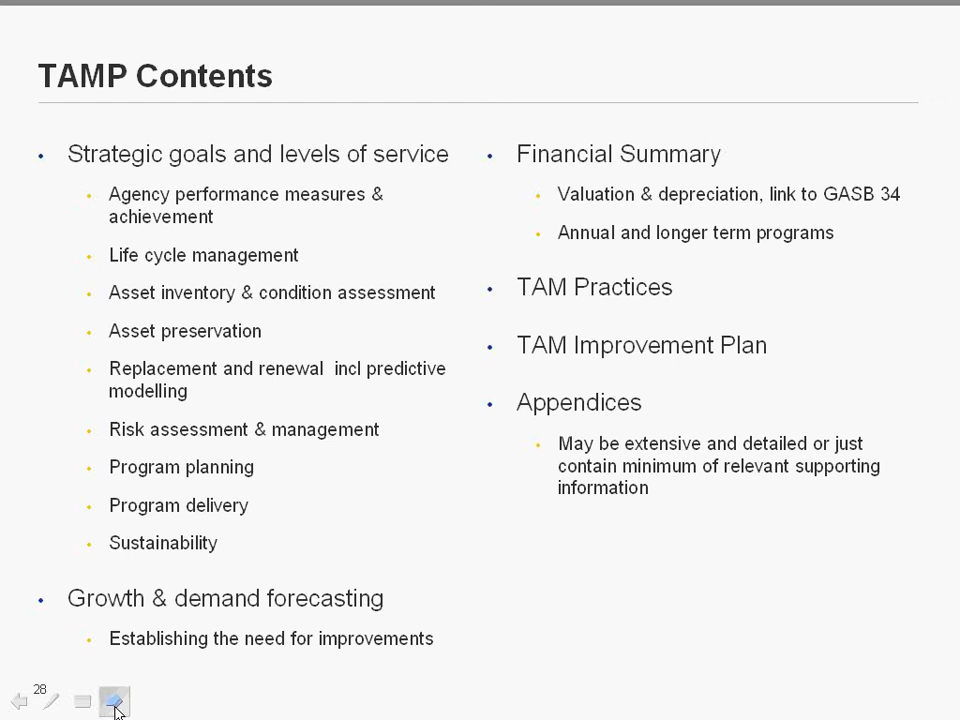 TAMP Contents
• Strategic goals and levels of service
• Agency performance measures &
achievement
• Life cycle management
• Asset inventory & condition assessment
• Asset preservation
• Replacement and renewal  incl predictive
modelling
• Risk assessment & management
• Program planning
• Program delivery
• Sustainability
• Growth & demand forecasting
• Establishing the need for improvements
• Financial Summary
• Valuation & depreciation, link to GASB 34
• Annual and longer term programs
• TAM Practices
• TAM Improvement Plan
• Appendices
• May be extensive and detailed or just
contain minimum of relevant supporting
information
28